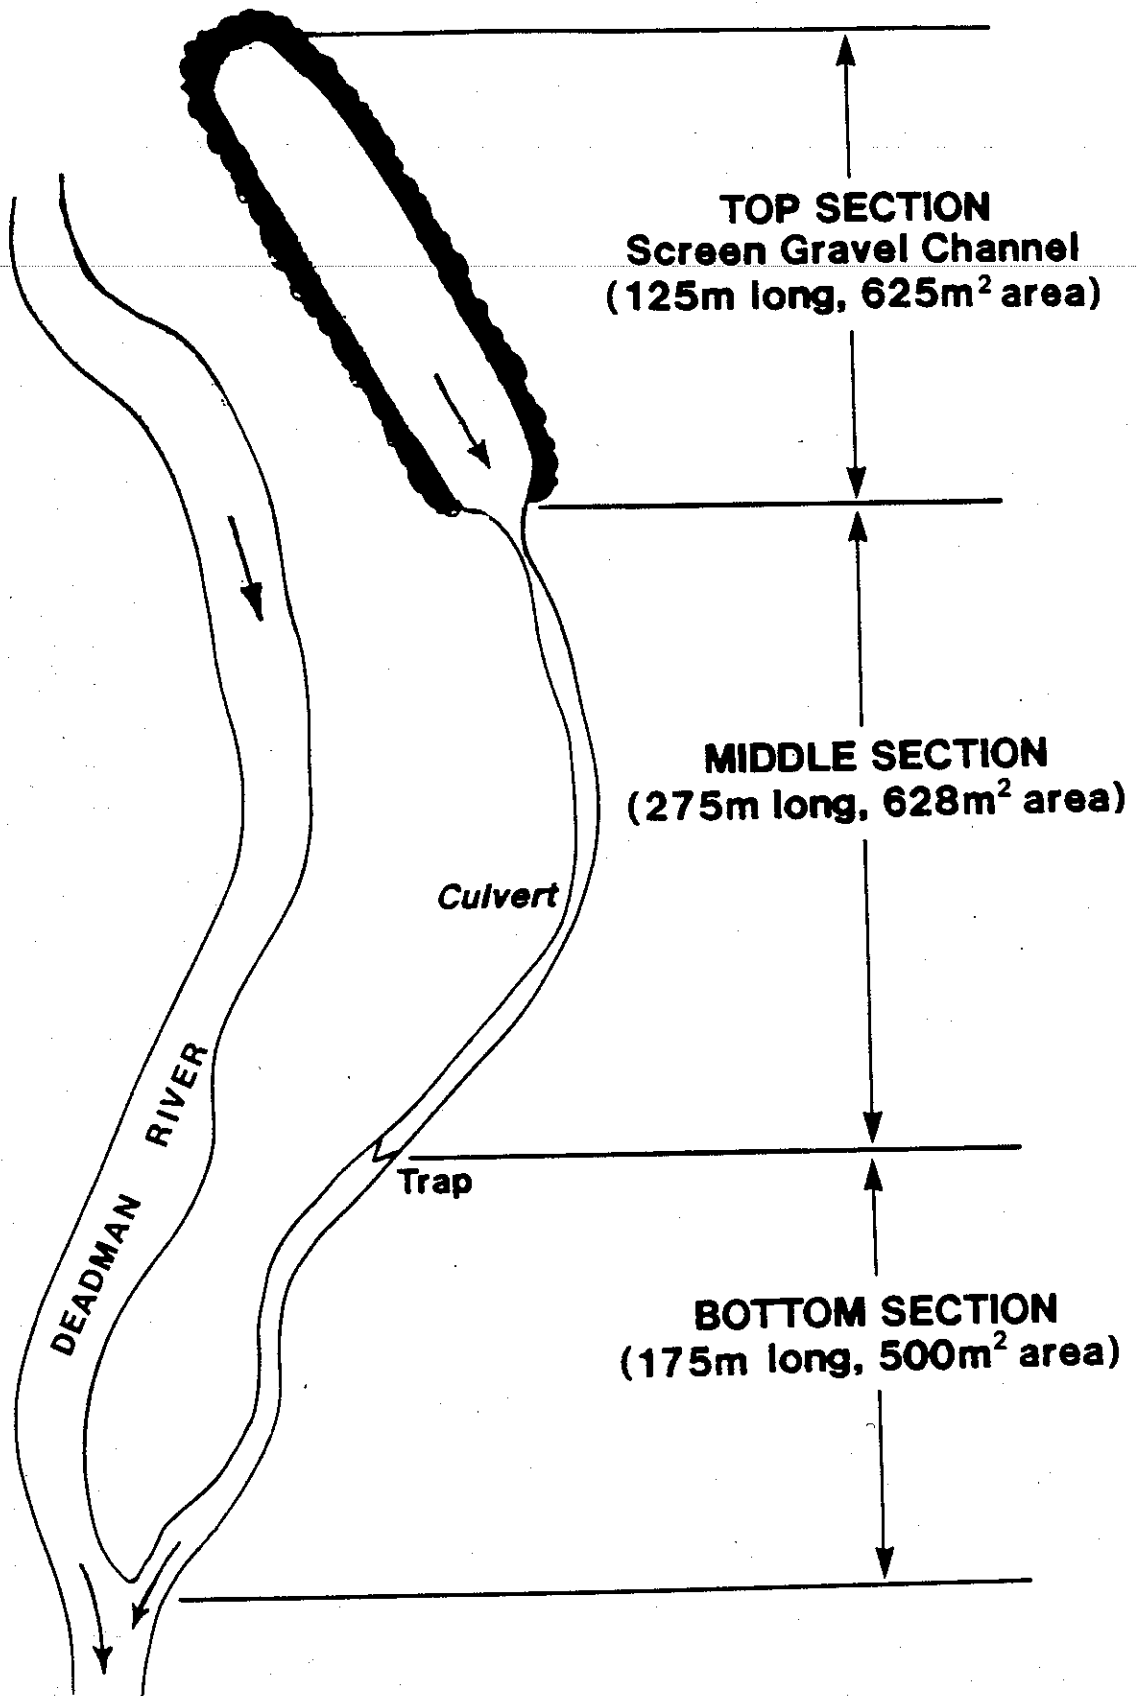 TOP SECTION
Screen Gravel Channel
(125m long, 625m² area)
MIDDLE SECTION
(275m long, 628m² area)
Culvert
DEADMAN RIVER
Trap
BOTTOM SECTION
(175m long, 500m² area)